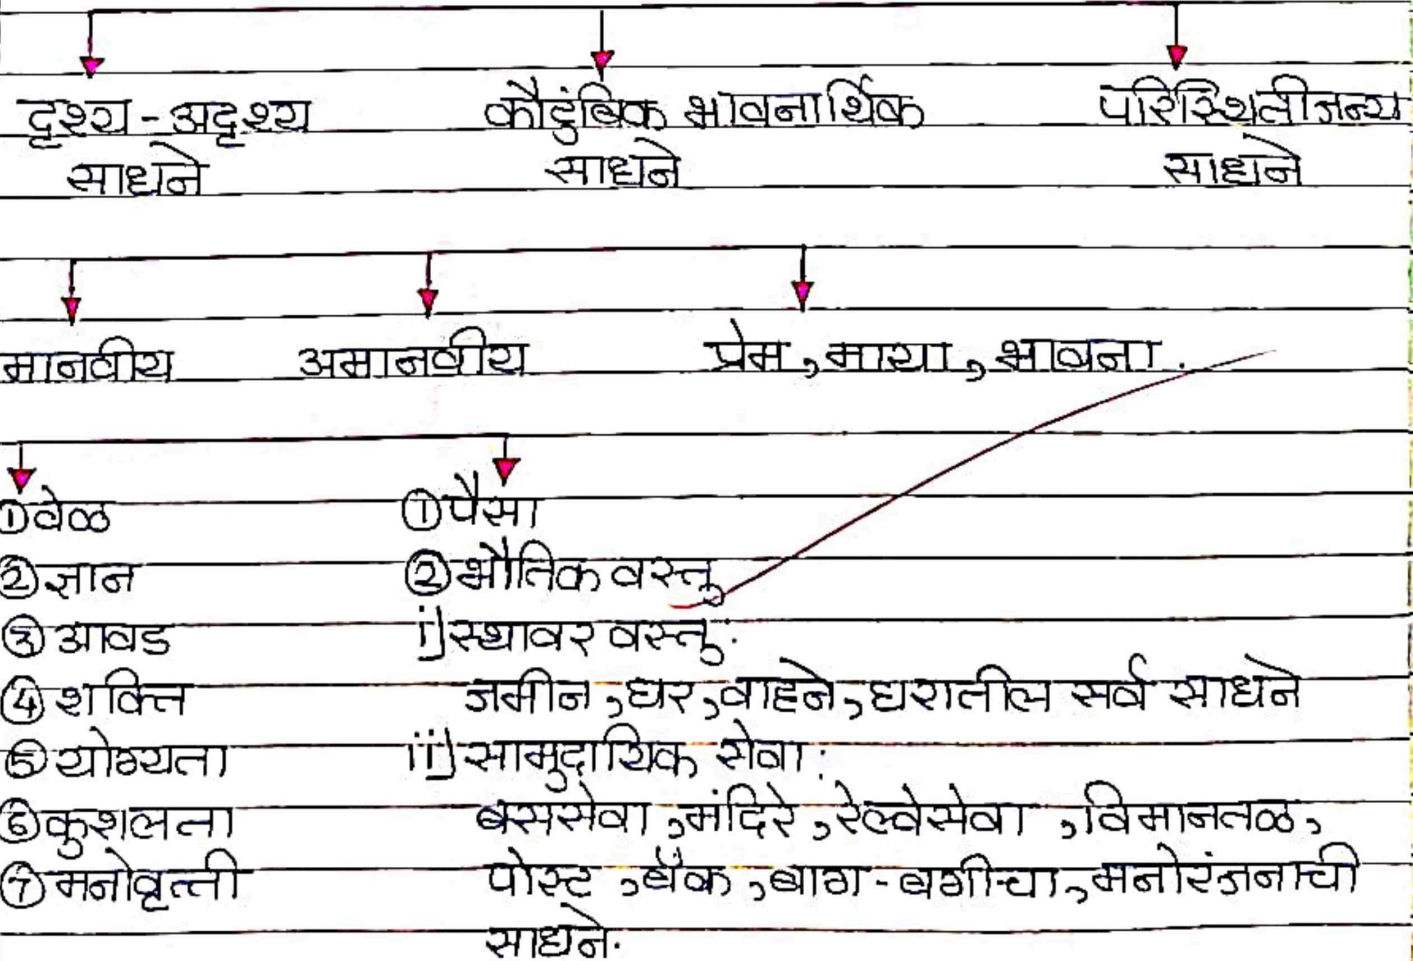 दृश्य-अदृश्य कौटुंबिक भावनार्थिक परिस्थितीजन्य
साधने साधने साधने
मानवीय अमानवीय प्रेम, माया, भावना.
①वेळ ①पैसा
②ज्ञान ②भौतिक वस्तू
③आवड i]स्थावर वस्तू:
④शक्ति जमीन, घर, वाहने, घरातील सर्व साधने
⑤योग्यता ii]सामुदायिक सेवा:
⑥कुशलता बससेवा, मंदिरे, रेल्वेसेवा, विमानतळ,
⑦मनोवृत्ती पोस्ट, बँक, बाग-बगीचा, मनोरंजनाची
साधने.